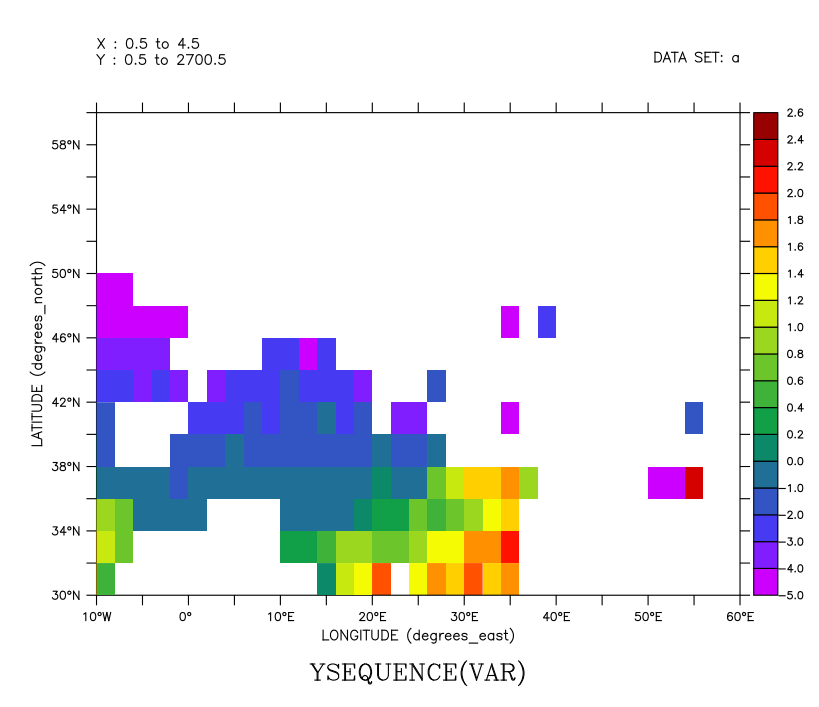 X : 0.5 to 4.5
Y : 0.5 to 2700.5
DATA SET: a
2.6
2.4
2.2
2.0
1.8
1.6
1.4
1.2
1.0
0.8
0.6
0.4
0.2
0.0
-1.0
-2.0
-3.0
-4.0
-5.0
58°N
54°N
50°N
46°N
42°N
38°N
34°N
30°N
LATITUDE (degrees_north)
10°W 0° 10°E 20°E 30°E 40°E 50°E 60°E
LONGITUDE (degrees_east)
YSEQUENCE(VAR)